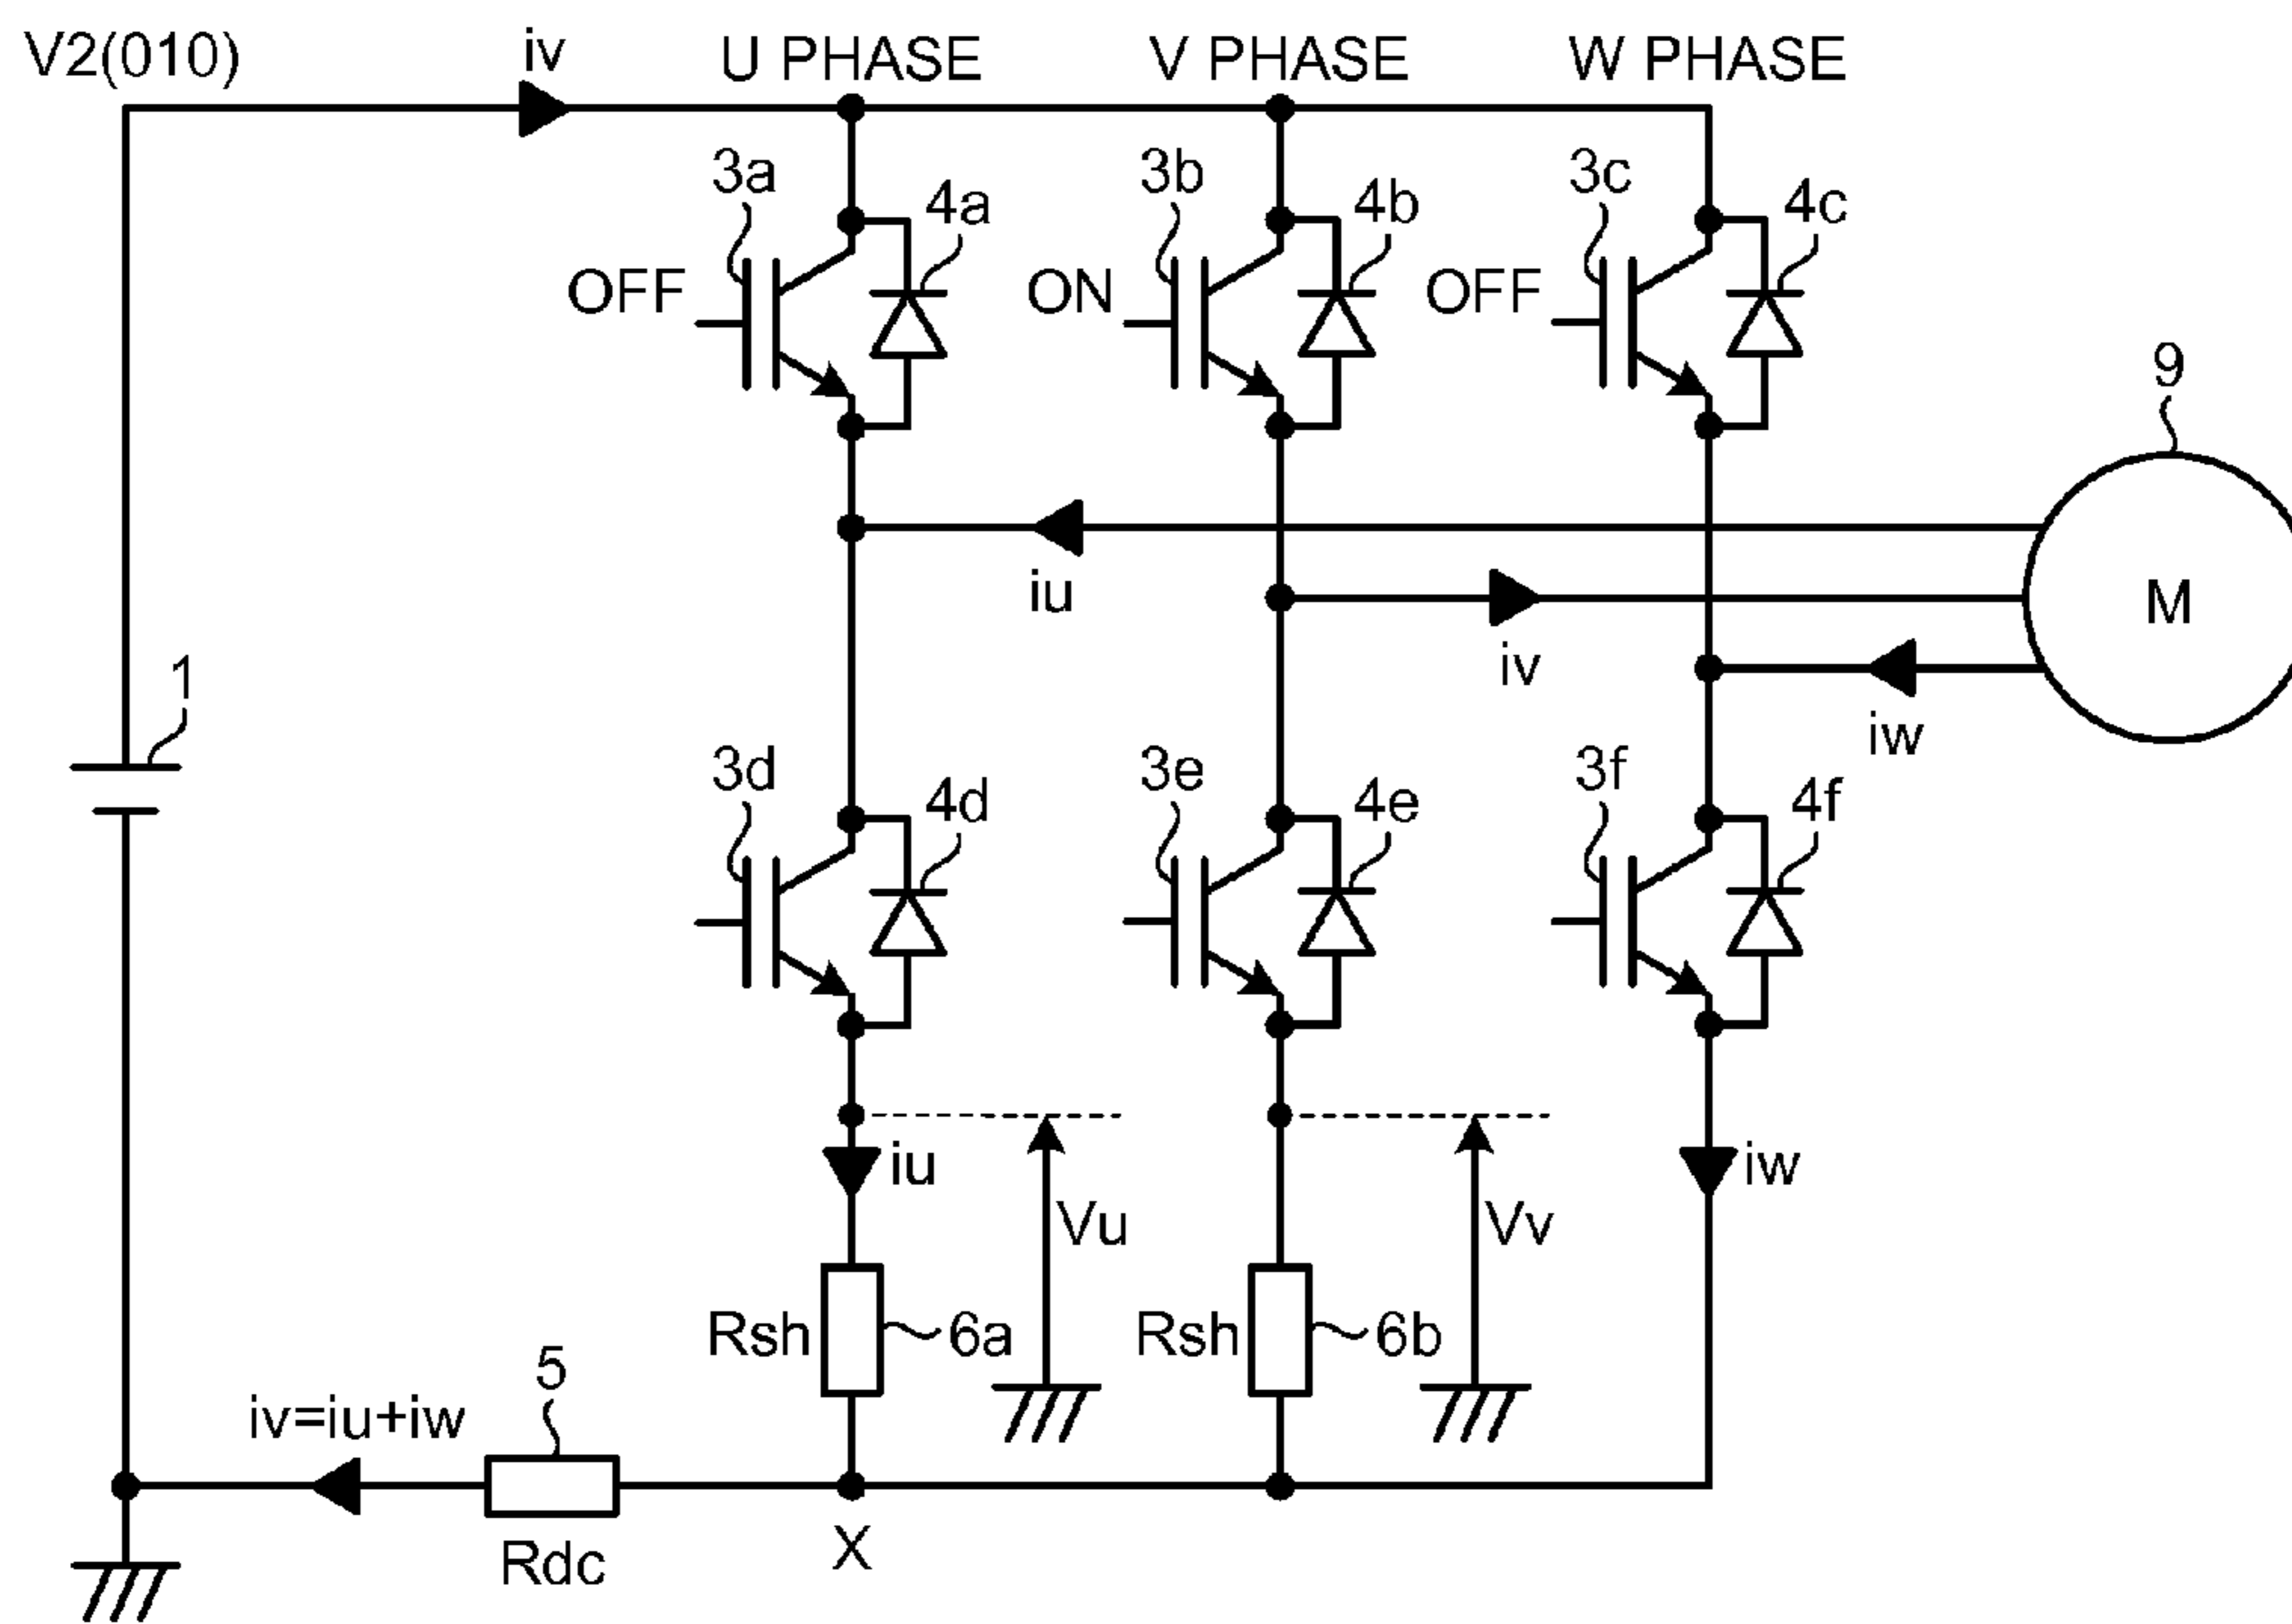 V2(010)
iv
U PHASE
V PHASE
W PHASE
3a
4a
3b
4b
3c
4c
OFF
ON
OFF
9
M
iu
iv
iw
1
3d
4d
3e
4e
3f
4f
iu
Vu
Vv
iw
Rsh
6a
Rsh
6b
iv=iu+iw
5
Rdc
X